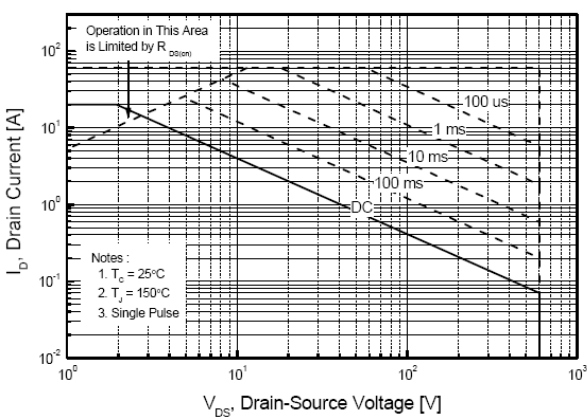 Operation in This Area
is Limited by R DS(on)
10²
10¹
10⁰
10⁻¹
10⁻²
I_D, Drain Current [A]
100 us
1 ms
10 ms
100 ms
DC
Notes :
1. T_C = 25°C
2. T_J = 150°C
3. Single Pulse
10⁰
10¹
10²
10³
V_DS, Drain-Source Voltage [V]